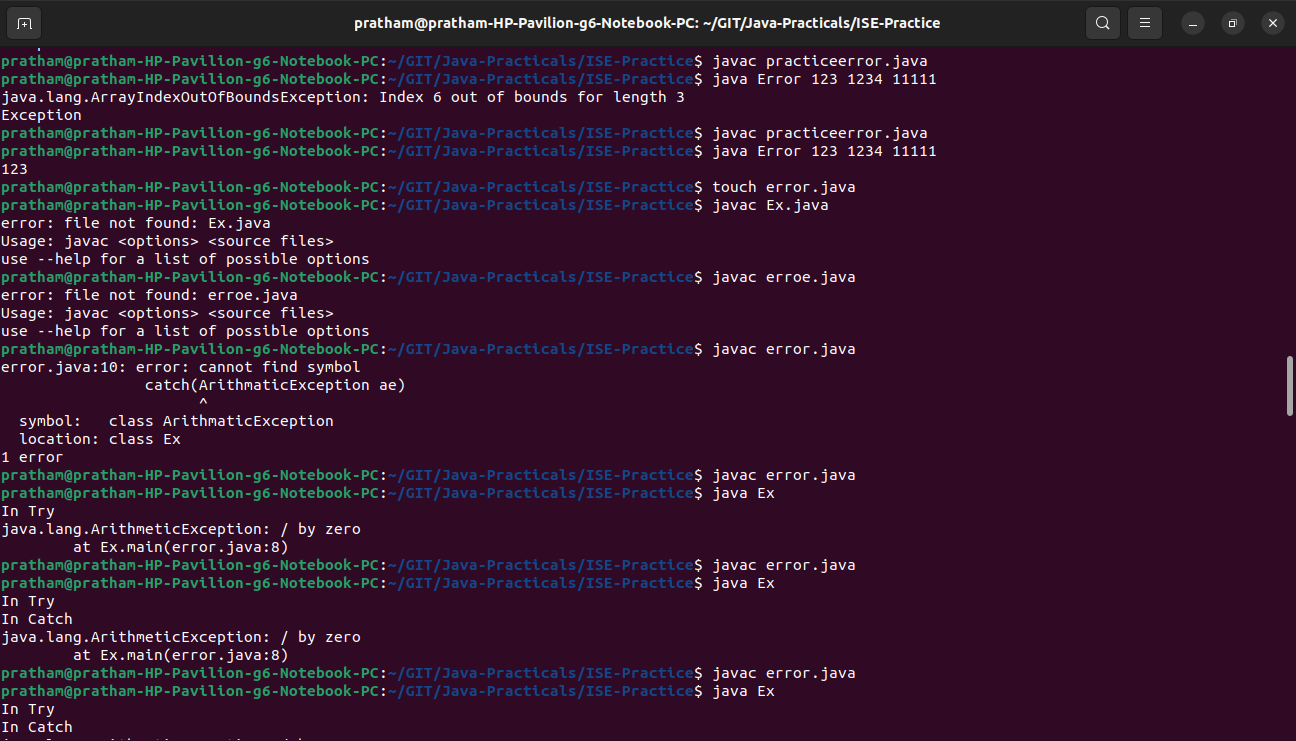 pratham@pratham-HP-Pavilion-g6-Notebook-PC: ~/GIT/Java-Practicals/ISE-Practice
pratham@pratham-HP-Pavilion-g6-Notebook-PC:~/GIT/Java-Practicals/ISE-Practice$ javac practiceerror.java
pratham@pratham-HP-Pavilion-g6-Notebook-PC:~/GIT/Java-Practicals/ISE-Practice$ java Error 123 1234 11111
java.lang.ArrayIndexOutOfBoundsException: Index 6 out of bounds for length 3
Exception
pratham@pratham-HP-Pavilion-g6-Notebook-PC:~/GIT/Java-Practicals/ISE-Practice$ javac practiceerror.java
pratham@pratham-HP-Pavilion-g6-Notebook-PC:~/GIT/Java-Practicals/ISE-Practice$ java Error 123 1234 11111
123
pratham@pratham-HP-Pavilion-g6-Notebook-PC:~/GIT/Java-Practicals/ISE-Practice$ touch error.java
pratham@pratham-HP-Pavilion-g6-Notebook-PC:~/GIT/Java-Practicals/ISE-Practice$ javac Ex.java
error: file not found: Ex.java
Usage: javac <options> <source files>
use --help for a list of possible options
pratham@pratham-HP-Pavilion-g6-Notebook-PC:~/GIT/Java-Practicals/ISE-Practice$ javac erroe.java
error: file not found: erroe.java
Usage: javac <options> <source files>
use --help for a list of possible options
pratham@pratham-HP-Pavilion-g6-Notebook-PC:~/GIT/Java-Practicals/ISE-Practice$ javac error.java
error.java:10: error: cannot find symbol
                catch(ArithmaticException ae)
                      ^
  symbol:   class ArithmaticException
  location: class Ex
1 error
pratham@pratham-HP-Pavilion-g6-Notebook-PC:~/GIT/Java-Practicals/ISE-Practice$ javac error.java
pratham@pratham-HP-Pavilion-g6-Notebook-PC:~/GIT/Java-Practicals/ISE-Practice$ java Ex
In Try
java.lang.ArithmeticException: / by zero
        at Ex.main(error.java:8)
pratham@pratham-HP-Pavilion-g6-Notebook-PC:~/GIT/Java-Practicals/ISE-Practice$ javac error.java
pratham@pratham-HP-Pavilion-g6-Notebook-PC:~/GIT/Java-Practicals/ISE-Practice$ java Ex
In Try
In Catch
java.lang.ArithmeticException: / by zero
        at Ex.main(error.java:8)
pratham@pratham-HP-Pavilion-g6-Notebook-PC:~/GIT/Java-Practicals/ISE-Practice$ javac error.java
pratham@pratham-HP-Pavilion-g6-Notebook-PC:~/GIT/Java-Practicals/ISE-Practice$ java Ex
In Try
In Catch